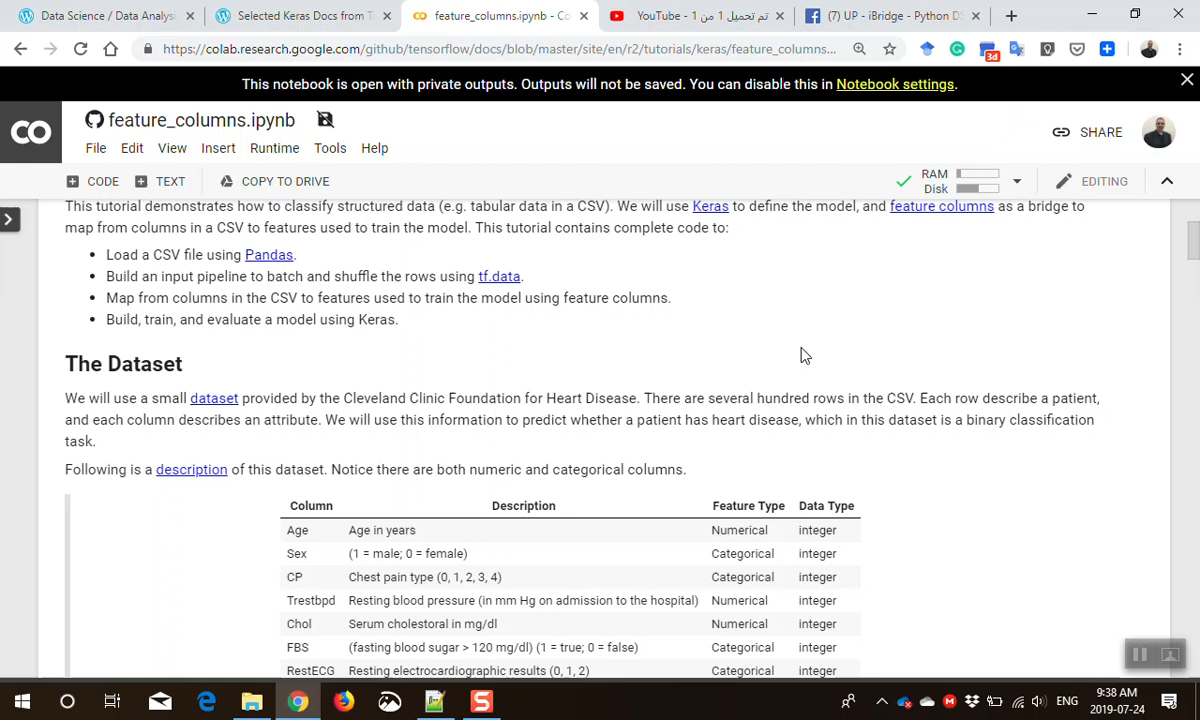 Data Science / Data Analys
Selected Keras Docs from T
feature_columns.ipynb - Co
YouTube - تم تحميل 1 من 1
(7) UP - iBridge - Python D
https://colab.research.google.com/github/tensorflow/docs/blob/master/site/en/r2/tutorials/keras/feature_columns...
3d
This notebook is open with private outputs. Outputs will not be saved. You can disable this in Notebook settings.
CO
feature_columns.ipynb
SHARE
File Edit View Insert Runtime Tools Help
CODE TEXT COPY TO DRIVE
RAM
Disk
EDITING
This tutorial demonstrates how to classify structured data (e.g. tabular data in a CSV). We will use Keras to define the model, and feature columns as a bridge to
map from columns in a CSV to features used to train the model. This tutorial contains complete code to:
• Load a CSV file using Pandas.
• Build an input pipeline to batch and shuffle the rows using tf.data.
• Map from columns in the CSV to features used to train the model using feature columns.
• Build, train, and evaluate a model using Keras.
The Dataset
We will use a small dataset provided by the Cleveland Clinic Foundation for Heart Disease. There are several hundred rows in the CSV. Each row describe a patient,
and each column describes an attribute. We will use this information to predict whether a patient has heart disease, which in this dataset is a binary classification
task.
Following is a description of this dataset. Notice there are both numeric and categorical columns.
Column Description Feature Type Data Type
Age Age in years Numerical integer
Sex (1 = male; 0 = female) Categorical integer
CP Chest pain type (0, 1, 2, 3, 4) Categorical integer
Trestbpd Resting blood pressure (in mm Hg on admission to the hospital) Numerical integer
Chol Serum cholestoral in mg/dl Numerical integer
FBS (fasting blood sugar > 120 mg/dl) (1 = true; 0 = false) Categorical integer
RestECG Resting electrocardiographic results (0, 1, 2) Categorical integer
ENG
9:38 AM
2019-07-24